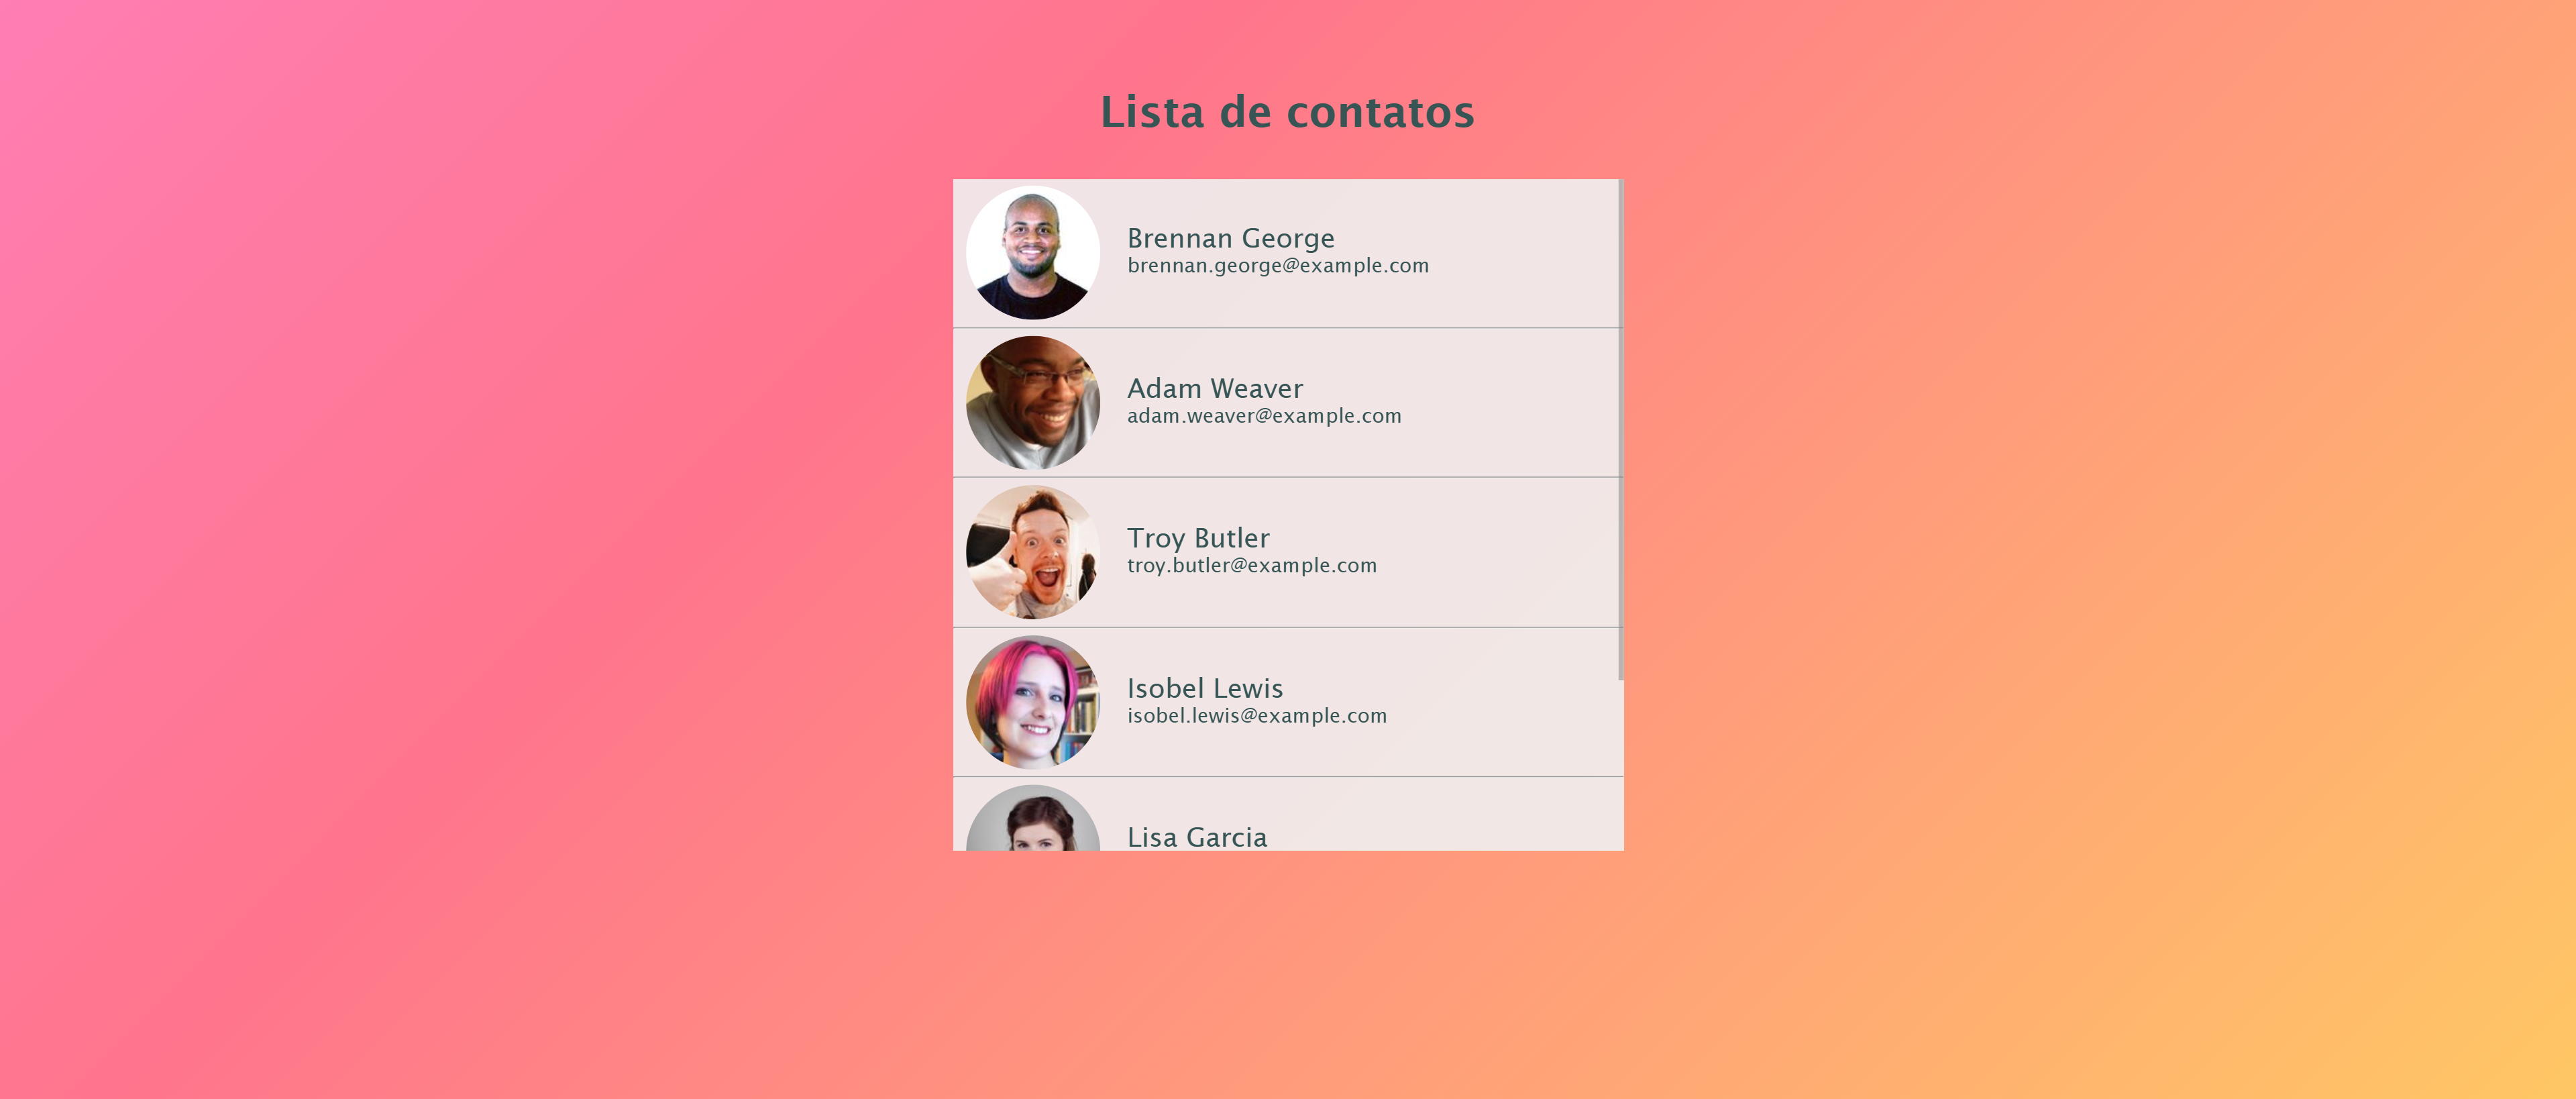 Lista de contatos
Brennan George
brennan.george@example.com
Adam Weaver
adam.weaver@example.com
Troy Butler
troy.butler@example.com
Isobel Lewis
isobel.lewis@example.com
Lisa Garcia